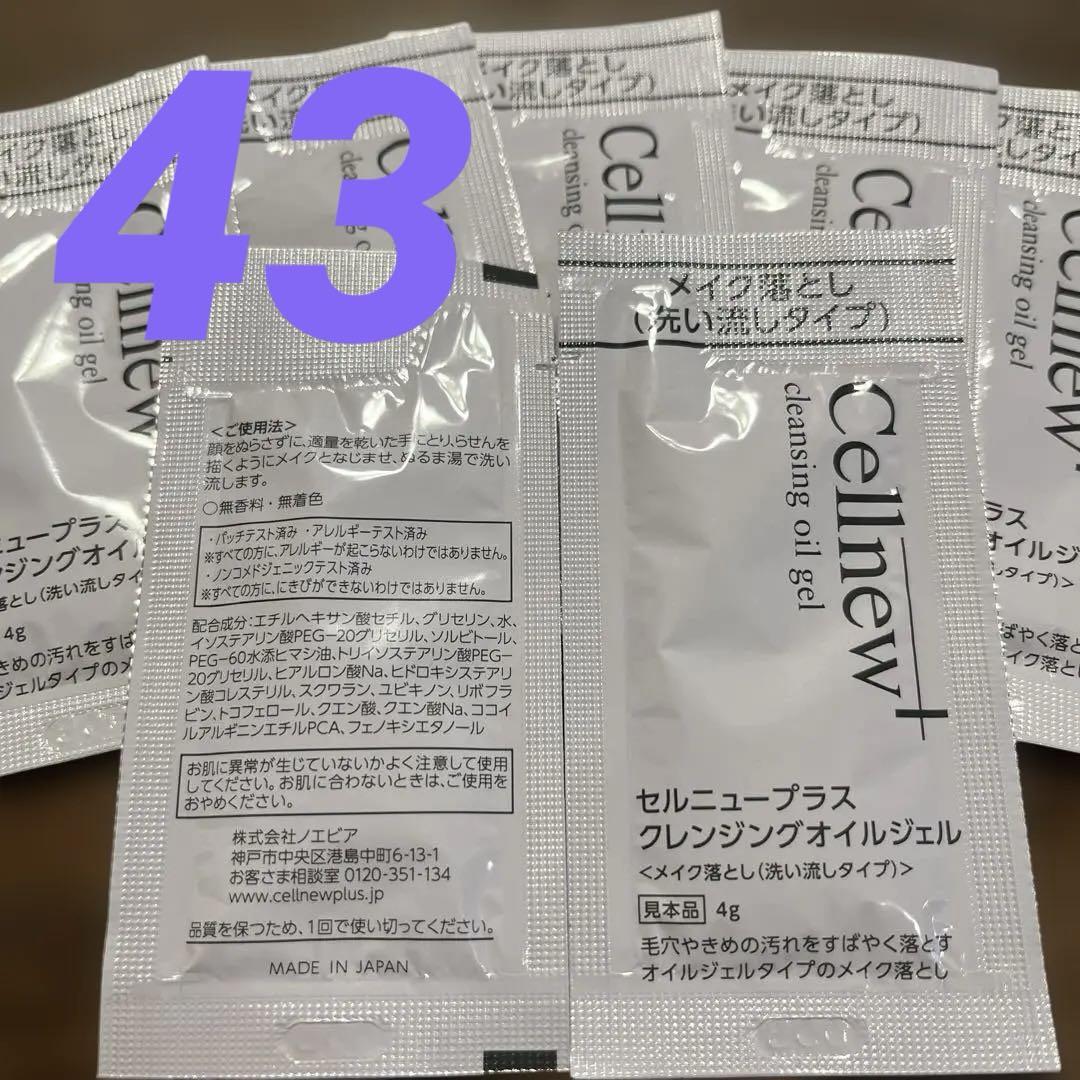 43
メイク落とし
(洗い流しタイプ)
Cellnew+
cleansing oil gel
セルニュープラス
クレンジングオイルジェル
<メイク落とし(洗い流しタイプ)>
見本品 4g
毛穴やきめの汚れをすばやく落とす
オイルジェルタイプのメイク落とし
<ご使用法>
顔をぬらさずに、適量を乾いた手にとり、らせんを
描くようにメイクとなじませ、ぬるま湯で洗い
流します。
○無香料・無着色
・パッチテスト済み ・アレルギーテスト済み
※すべての方に、アレルギーが起こらないわけではありません。
・ノンコメドジェニックテスト済み
※すべての方に、にきびができないわけではありません。
配合成分:エチルヘキサン酸セチル、グリセリン、水、
イソステアリン酸PEG-20グリセリル、ソルビトール、
PEG-60水添ヒマシ油、トリイソステアリン酸PEG-
20グリセリル、ヒアルロン酸Na、ヒドロキシステアリ
ン酸コレステリル、スクワラン、ユビキノン、リボフラ
ビン、トコフェロール、クエン酸、クエン酸Na、ココイ
ルアルギニンエチルPCA、フェノキシエタノール
お肌に異常が生じていないかよく注意して使用
してください。お肌に合わないときは、ご使用を
おやめください。
株式会社ノエビア
神戸市中央区港島中町6-13-1
お客さま相談室 0120-351-134
www.cellnewplus.jp
品質を保つため、1回で使い切ってください。
MADE IN JAPAN